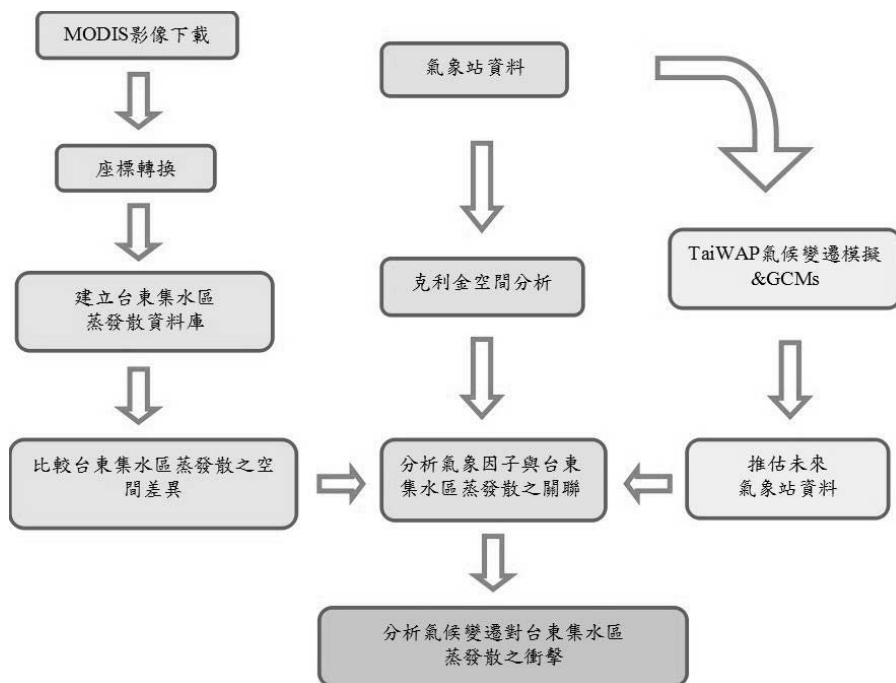 MODIS影像下載
座標轉換
建立台東集水區
蒸發散資料庫
比較台東集水區蒸發散之空
間差異
氣象站資料
克利金空間分析
分析氣象因子與台東
集水區蒸發散之關聯
TaiWAP氣候變遷模擬
&GCMs
推估未來
氣象站資料
分析氣候變遷對台東集水區
蒸發散之衝擊